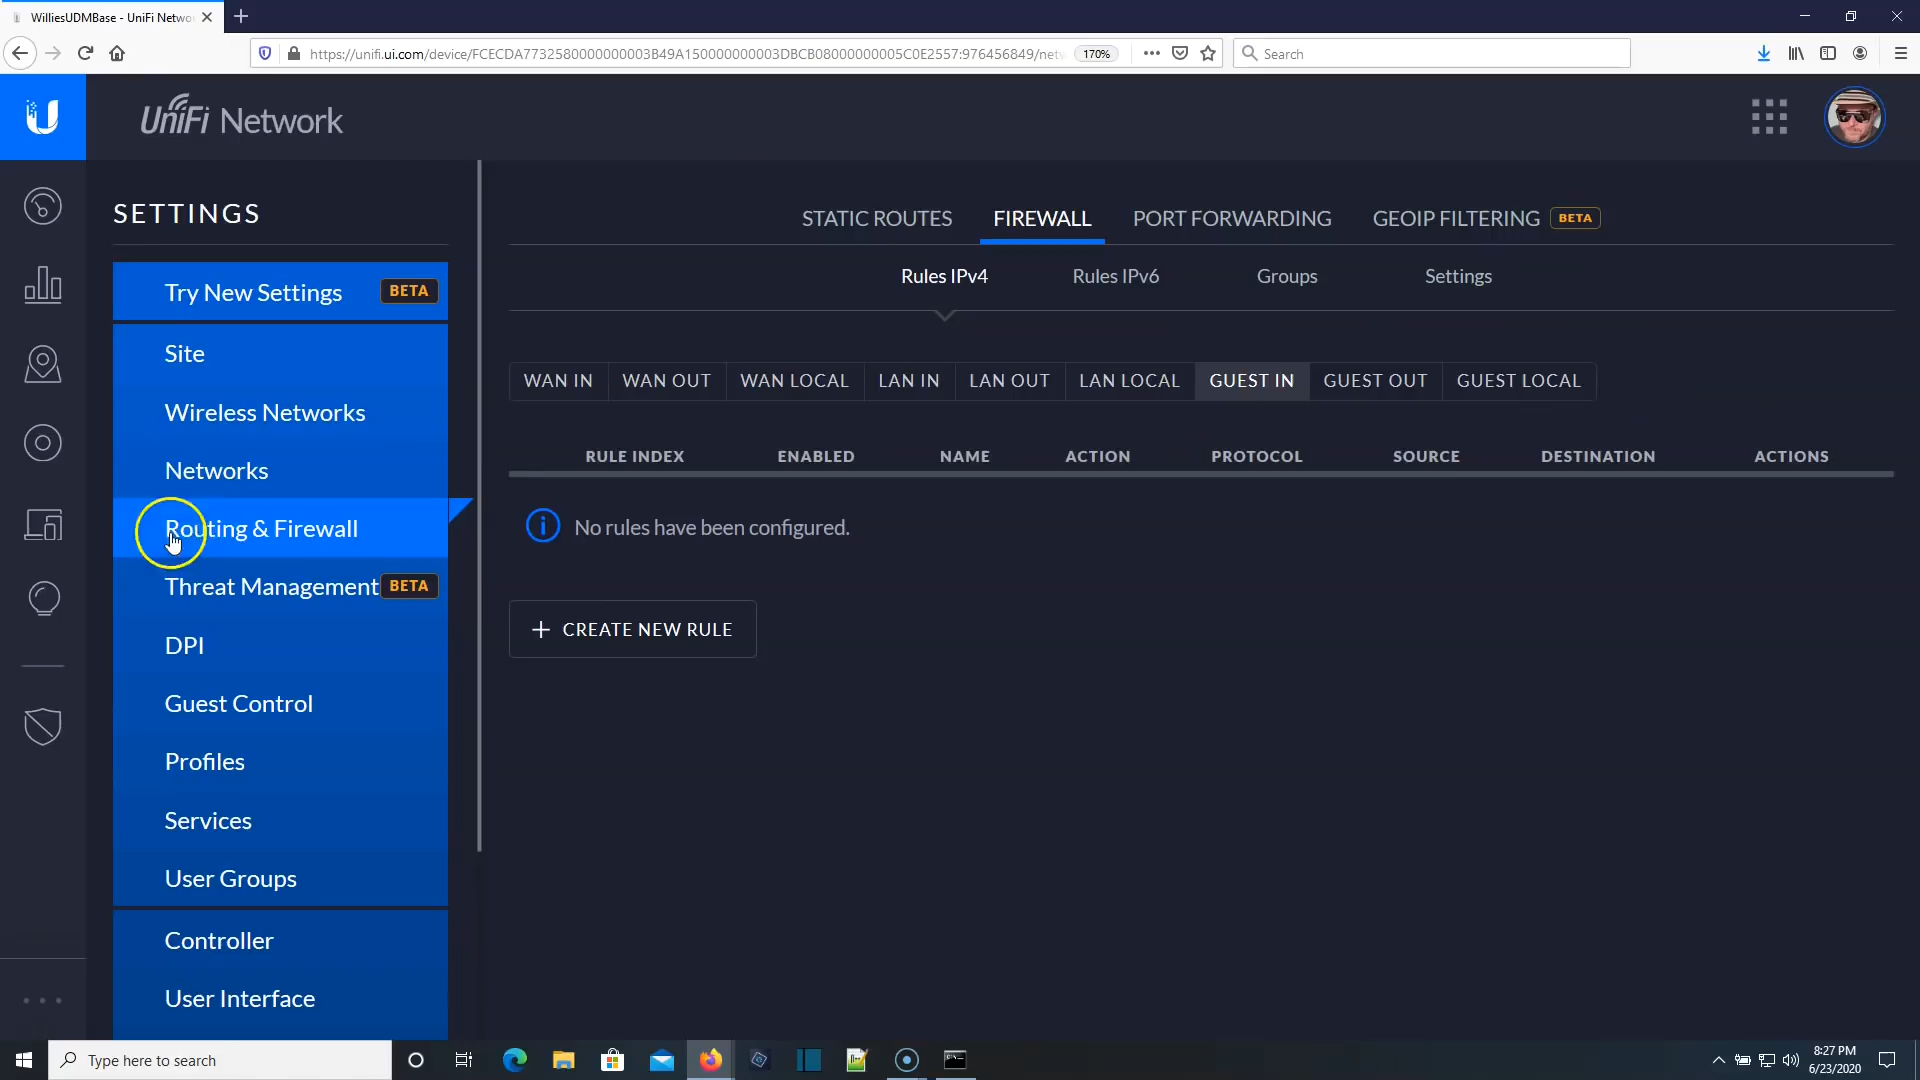 WilliesUDMBase - UniFi Netwo
https://unifi.ui.com/device/FCECDA7732580000000003B49A150000000003DBCB08000000005C0E2557:976456849/netw
170%
Search
UniFi Network
SETTINGS
Try New Settings BETA
Site
Wireless Networks
Networks
Routing & Firewall
Threat Management BETA
DPI
Guest Control
Profiles
Services
User Groups
Controller
User Interface
STATIC ROUTES FIREWALL PORT FORWARDING GEOIP FILTERING BETA
Rules IPv4 Rules IPv6 Groups Settings
WAN IN WAN OUT WAN LOCAL LAN IN LAN OUT LAN LOCAL GUEST IN GUEST OUT GUEST LOCAL
RULE INDEX ENABLED NAME ACTION PROTOCOL SOURCE DESTINATION ACTIONS
No rules have been configured.
+ CREATE NEW RULE
Type here to search
8:27 PM
6/23/2020